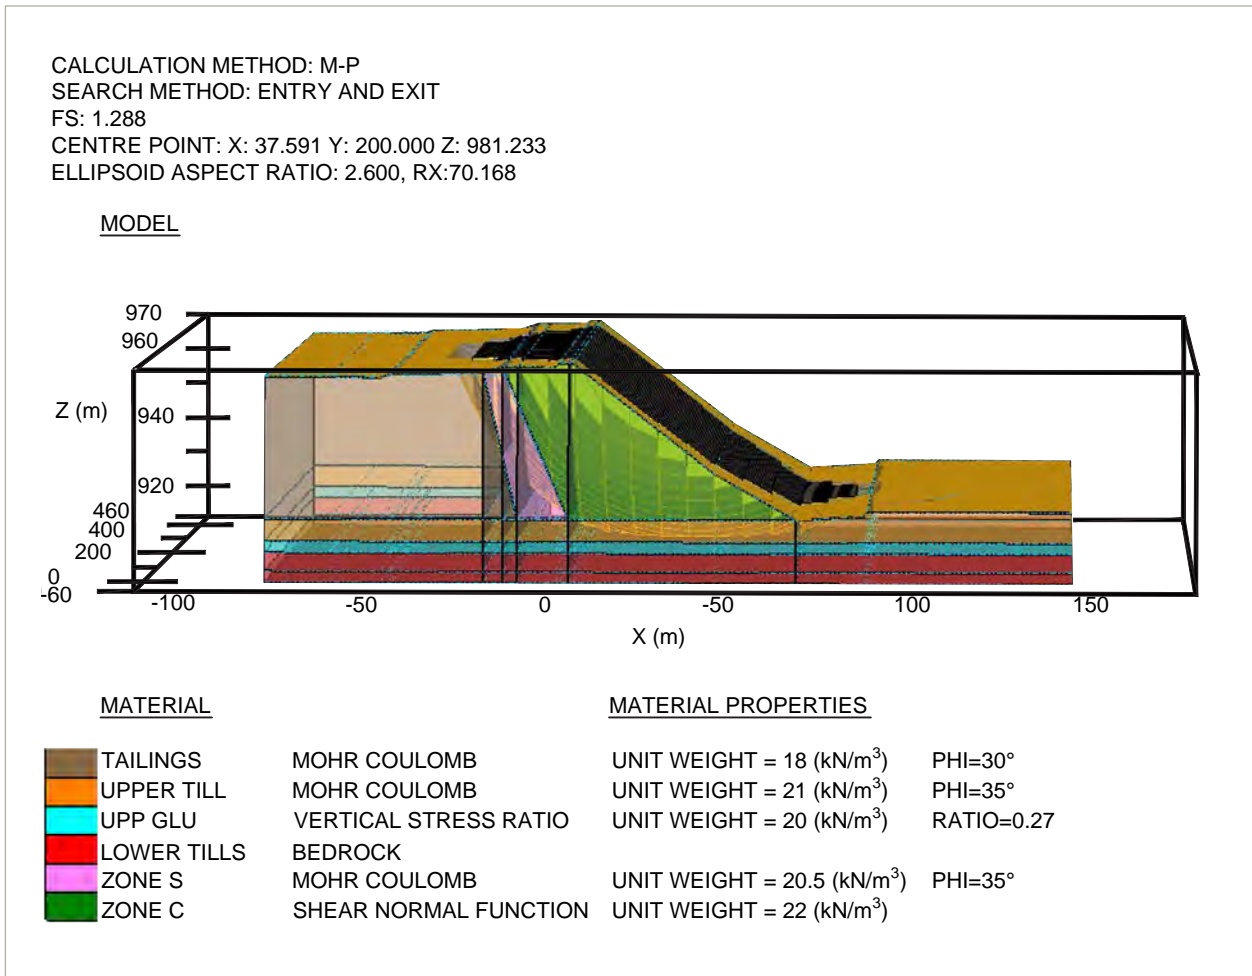 CALCULATION METHOD: M-P
SEARCH METHOD: ENTRY AND EXIT
FS: 1.288
CENTRE POINT: X: 37.591 Y: 200.000 Z: 981.233
ELLIPSOID ASPECT RATIO: 2.600, RX:70.168
MODEL
970
960
Z (m)
940
920
460
400
200
0
-60
-100 -50 0 -50 100 150
X (m)
MATERIAL MATERIAL PROPERTIES
TAILINGS MOHR COULOMB UNIT WEIGHT = 18 (kN/m³) PHI=30°
UPPER TILL MOHR COULOMB UNIT WEIGHT = 21 (kN/m³) PHI=35°
UPP GLU VERTICAL STRESS RATIO UNIT WEIGHT = 20 (kN/m³) RATIO=0.27
LOWER TILLS BEDROCK
ZONE S MOHR COULOMB UNIT WEIGHT = 20.5 (kN/m³) PHI=35°
ZONE C SHEAR NORMAL FUNCTION UNIT WEIGHT = 22 (kN/m³)